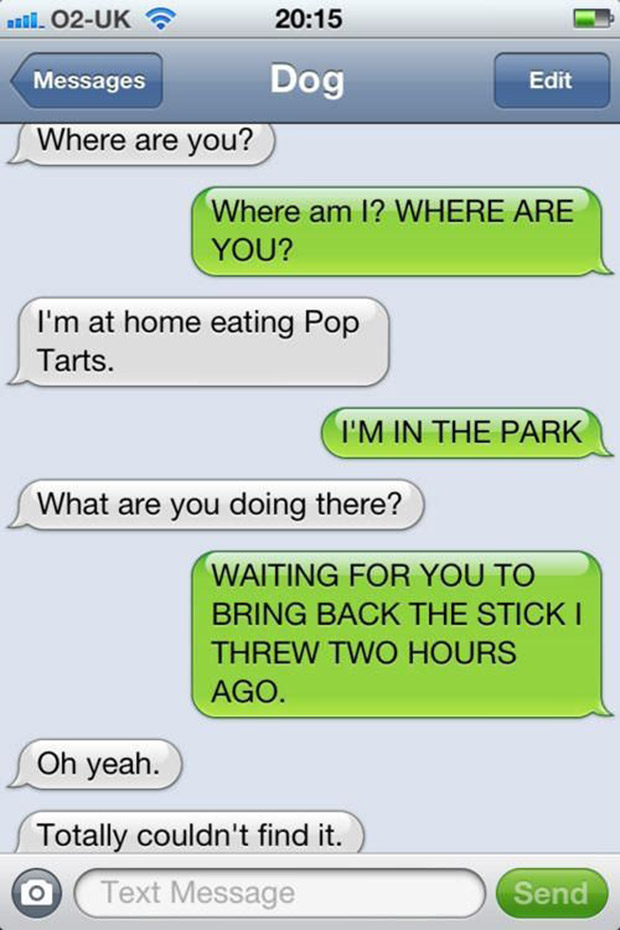 O2-UK 20:15
Messages Dog Edit
Where are you?
Where am I? WHERE ARE
YOU?
I'm at home eating Pop
Tarts.
I'M IN THE PARK
What are you doing there?
WAITING FOR YOU TO
BRING BACK THE STICK I
THREW TWO HOURS
AGO.
Oh yeah.
Totally couldn't find it.
Text Message Send